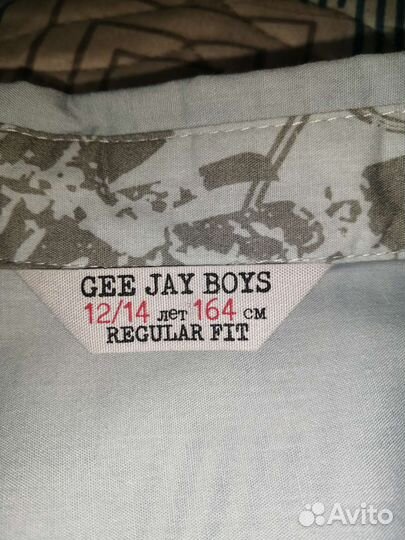 GEE JAY BOYS
12/14 лет 164 см
REGULAR FIT
Avito